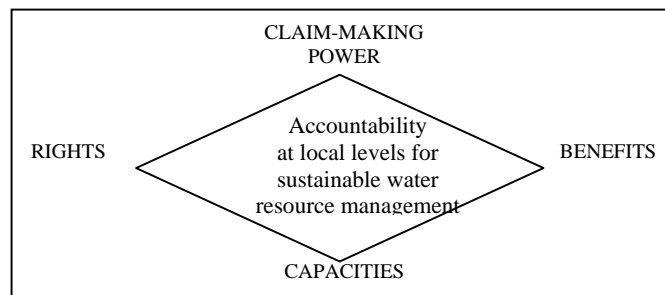 CLAIM-MAKING
POWER
Accountability
RIGHTS
at local levels for
BENEFITS
sustainable water
resource management
CAPACITIES